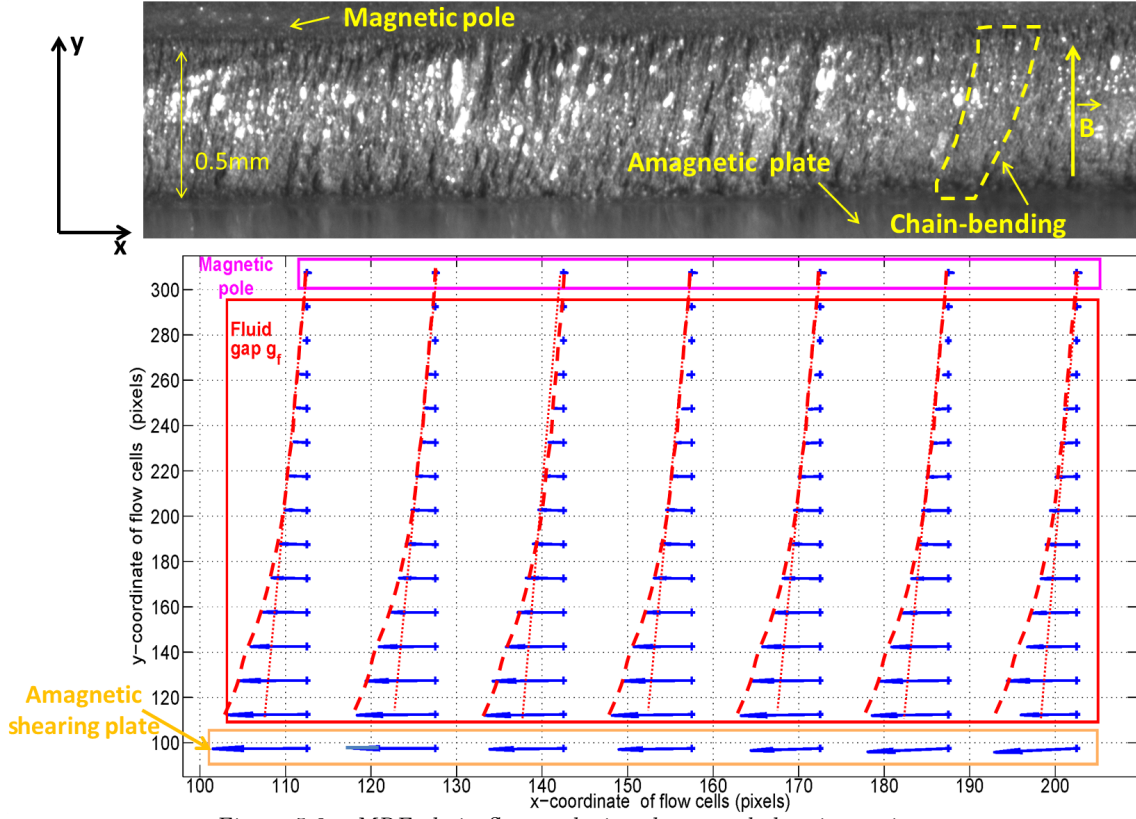 Magnetic pole
y
0.5mm
B
Amagnetic plate
Chain-bending
x
Magnetic
pole
Fluid
gap gf
300
280
260
240
220
200
180
160
140
120
100
y−coordinate of flow cells (pixels)
Amagnetic
shearing plate
100 110 120 130 140 150 160 170 180 190 200
x−coordinate of flow cells (pixels)